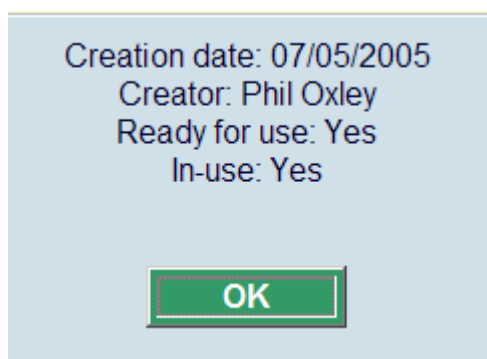 Creation date: 07/05/2005
Creator: Phil Oxley
Ready for use: Yes
In-use: Yes
OK